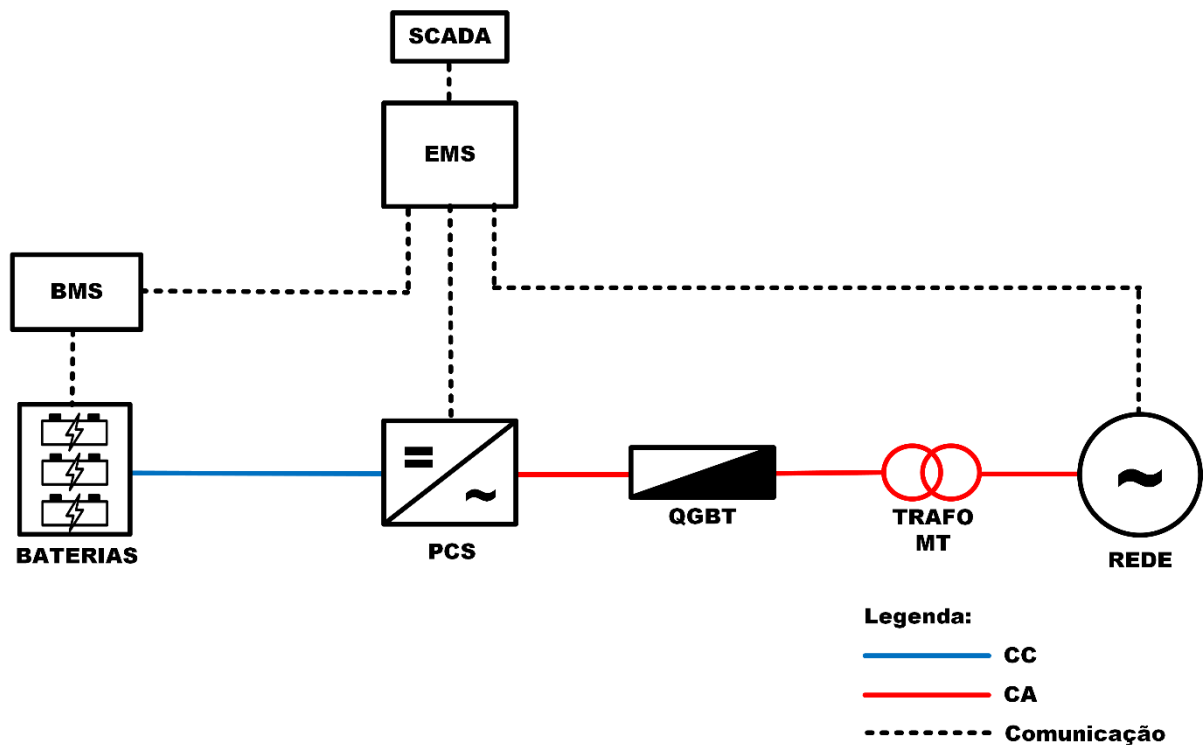 SCADA
EMS
BMS
BATERIAS
PCS
QGBT
TRAFO
MT
REDE
Legenda:
CC
CA
Comunicação